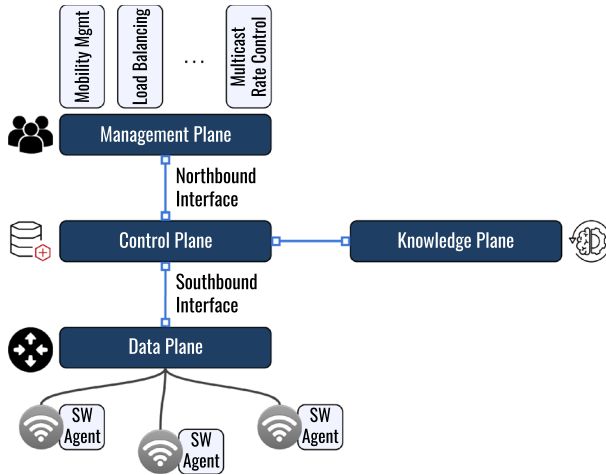 Mobility Mgmt
Load Balancing
...
Multicast
Rate Control
Management Plane
Northbound
Interface
Control Plane
Knowledge Plane
Southbound
Interface
Data Plane
SW
Agent
SW
Agent
SW
Agent